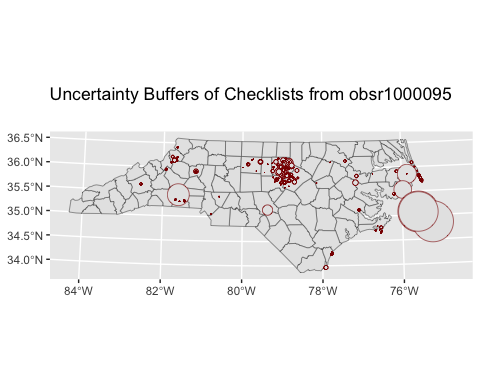 Uncertainty Buffers of Checklists from obsr1000095
36.5°N
36.0°N
35.5°N
35.0°N
34.5°N
34.0°N
84°W 82°W 80°W 78°W 76°W